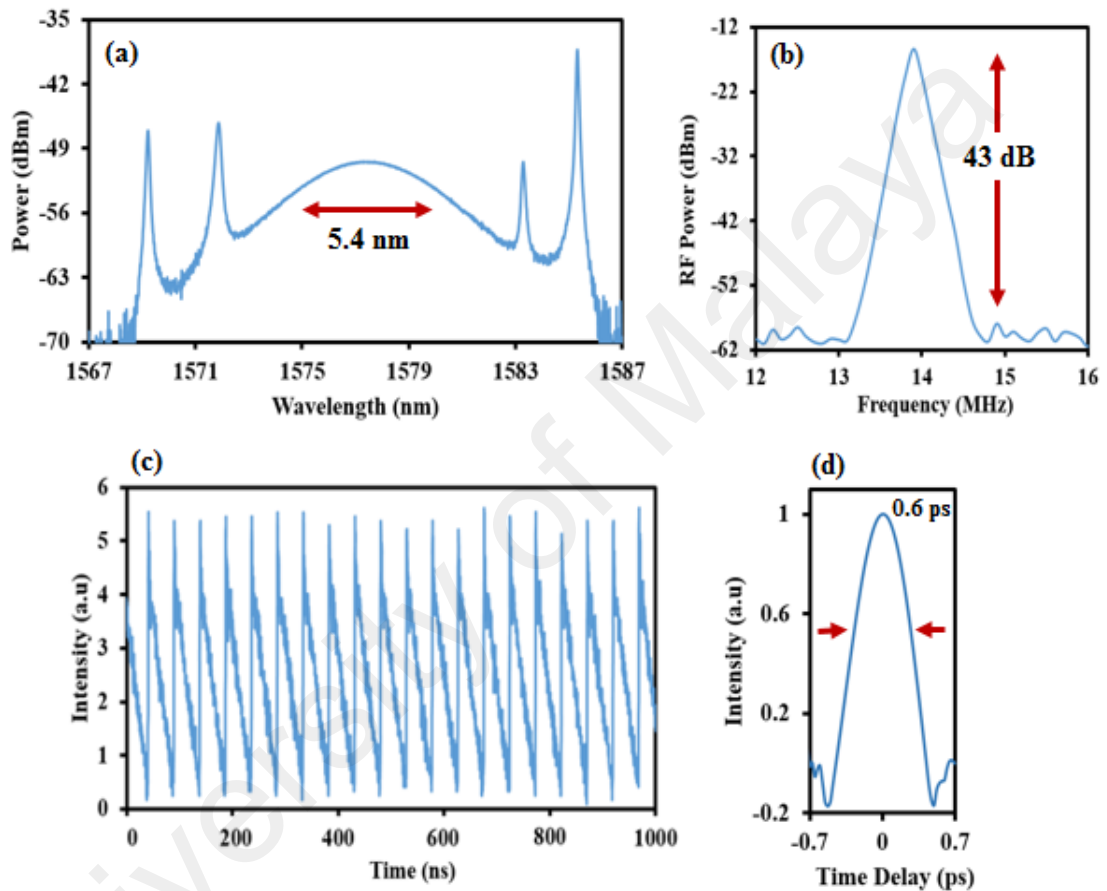 (a)
-35
-42
-49
-56
-63
-70
Power (dBm)
5.4 nm
1567 1571 1575 1579 1583 1587
Wavelength (nm)
(b)
-12
-22
-32
-42
-52
-62
RF Power (dBm)
43 dB
12 13 14 15 16
Frequency (MHz)
(c)
6
5
4
3
2
1
0
Intensity (a.u)
0 200 400 600 800 1000
Time (ns)
(d)
0.6 ps
1
0.6
0.2
-0.2
Intensity (a.u)
-0.7 0 0.7
Time Delay (ps)
iversity of Malaya